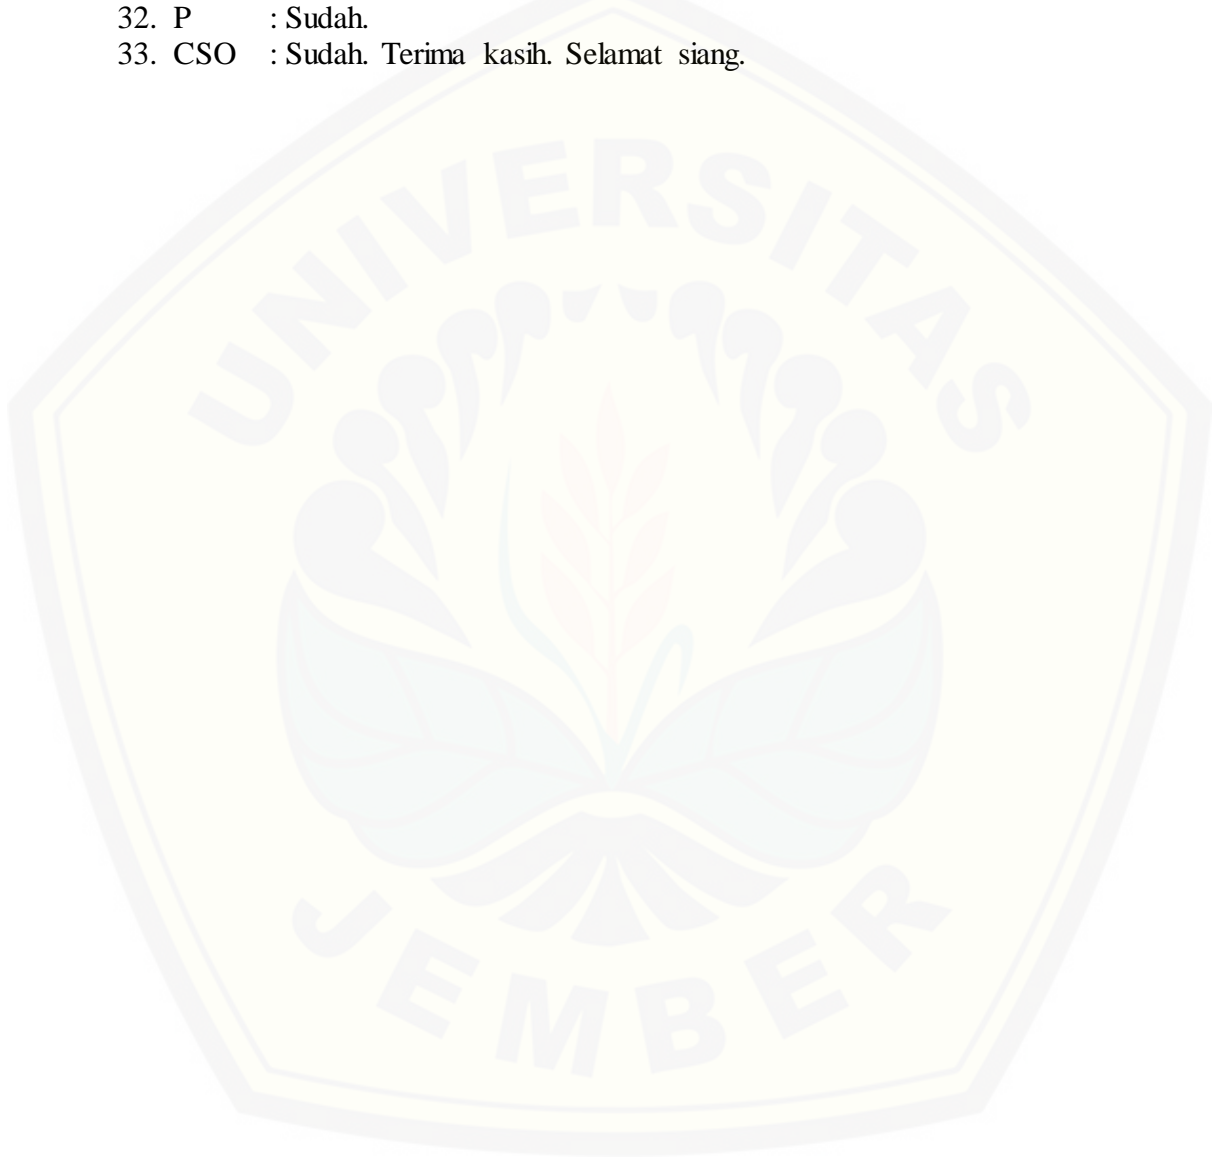 32. P : Sudah.
33. CSO : Sudah. Terima kasih. Selamat siang.
UNIVERSITAS
JEMBER